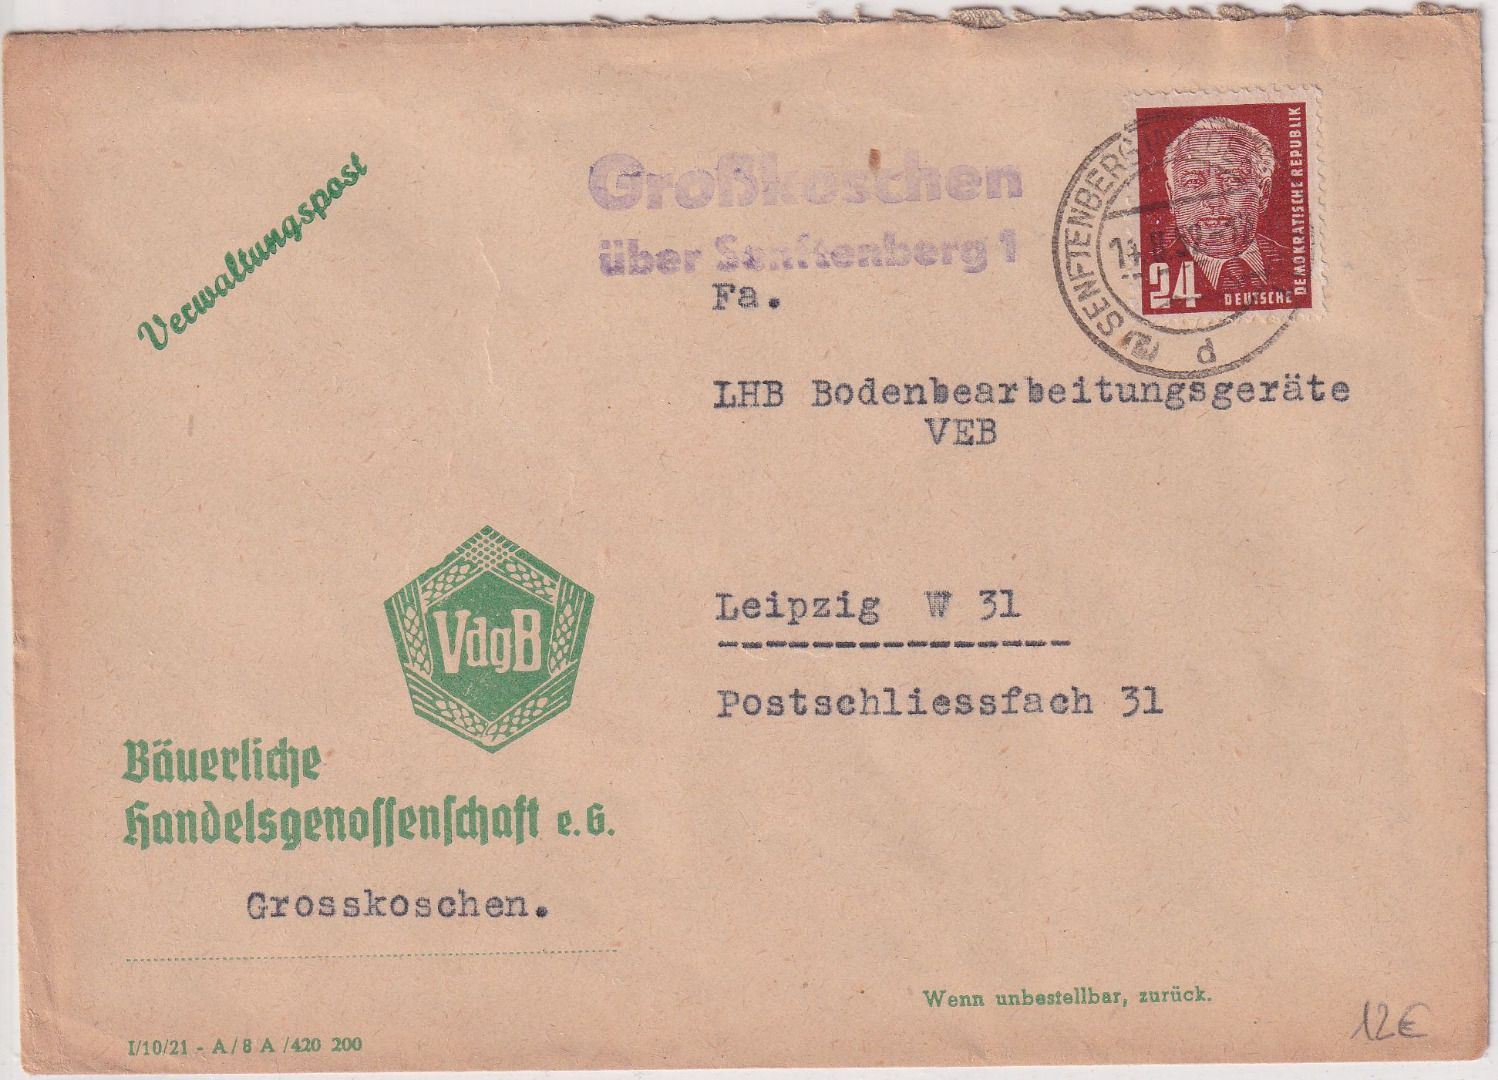 Verwaltungspost
Großkoschen
über Senftenberg 1
24
DEUTSCHE
DEMOKRATISCHE REPUBLIK
(2) SENFTENBERG
p
Fa.
LHB Bodenbearbeitungsgeräte
VEB
Leipzig W 31
Postschliessfach 31
VdgB
Bäuerliche
Handelsgenossenschaft e.G.
Grosskoschen.
Wenn unbestellbar, zurück.
I/10/21 - A/8 A /420 200
12€